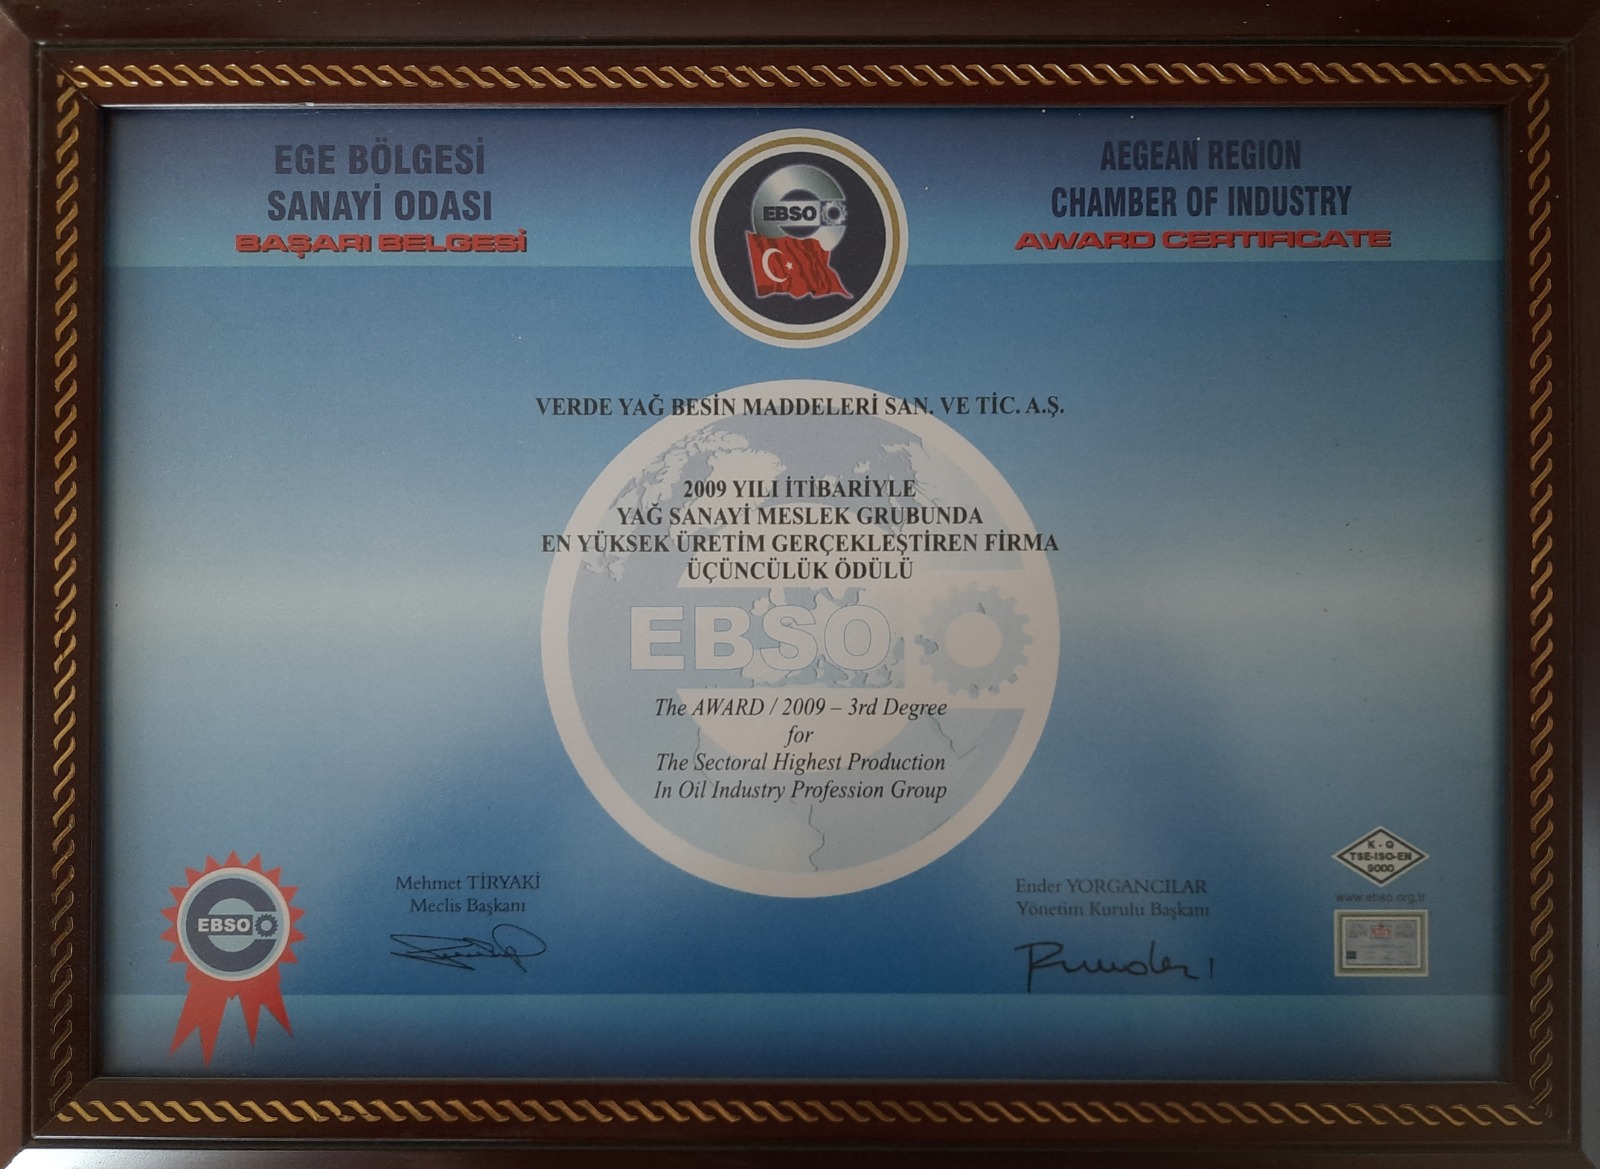 EGE BÖLGESİ
SANAYİ ODASI
BAŞARI BELGESİ
EBSO
AEGEAN REGION
CHAMBER OF INDUSTRY
AWARD CERTIFICATE
VERDE YAĞ BESİN MADDELERİ SAN. VE TİC. A.Ş.
2009 YILI İTİBARİYLE
YAĞ SANAYİ MESLEK GRUBUNDA
EN YÜKSEK ÜRETİM GERÇEKLEŞTİREN FİRMA
ÜÇÜNCÜLÜK ÖDÜLÜ
EBSO
The AWARD / 2009 – 3rd Degree
for
The Sectoral Highest Production
In Oil Industry Profession Group
EBSO
Mehmet TİRYAKİ
Meclis Başkanı
Ender YORGANCILAR
Yönetim Kurulu Başkanı
K - Q
TSE-ISO-EN
9000
www.ebso.org.tr